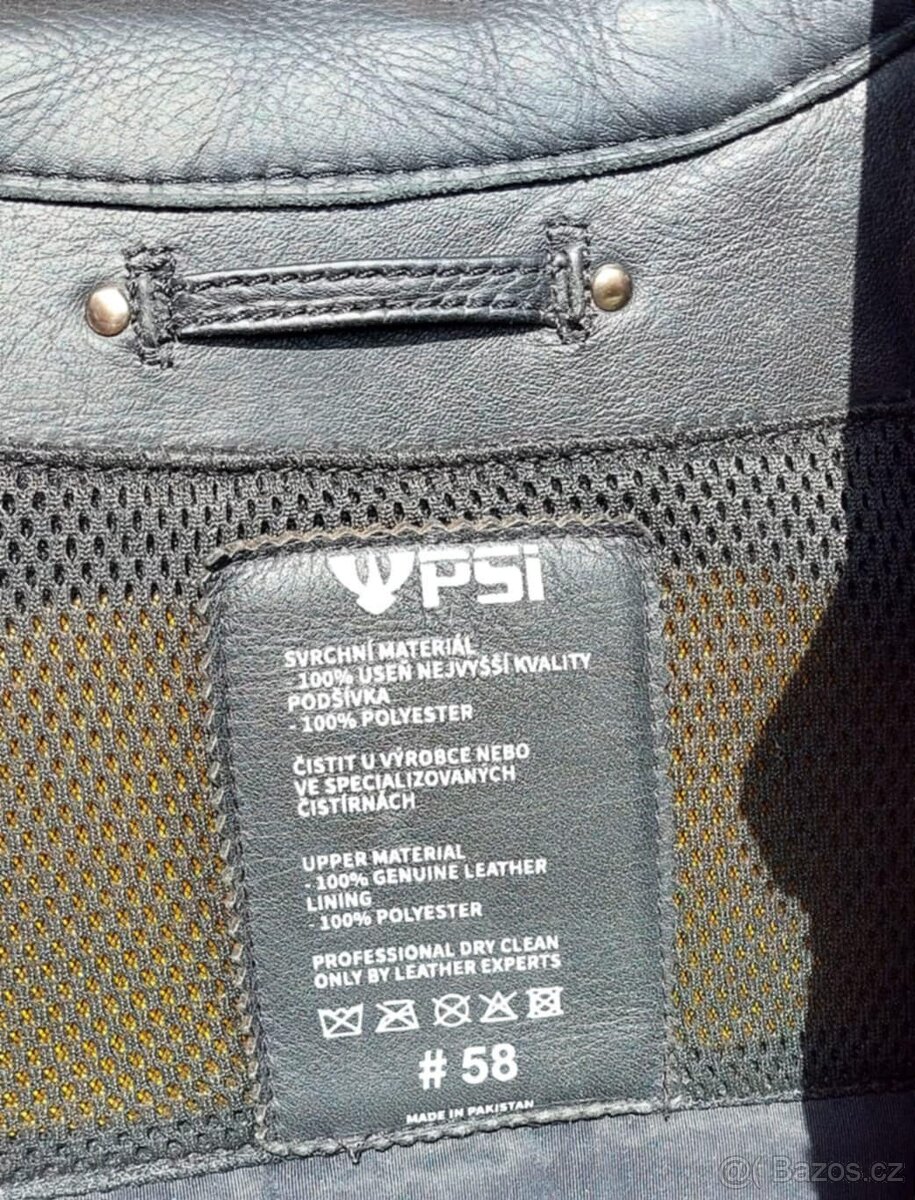 PSi
SVRCHNÍ MATERIÁL
100% USEŇ NEJVYŠŠÍ KVALITY
PODŠÍVKA
- 100% POLYESTER
ČISTIT U VÝROBCE NEBO
VE SPECIALIZOVANÝCH
ČISTÍRNÁCH
UPPER MATERIAL
- 100% GENUINE LEATHER
LINING
- 100% POLYESTER
PROFESSIONAL DRY CLEAN
ONLY BY LEATHER EXPERTS
# 58
MADE IN PAKISTAN
@( Bazos.cz